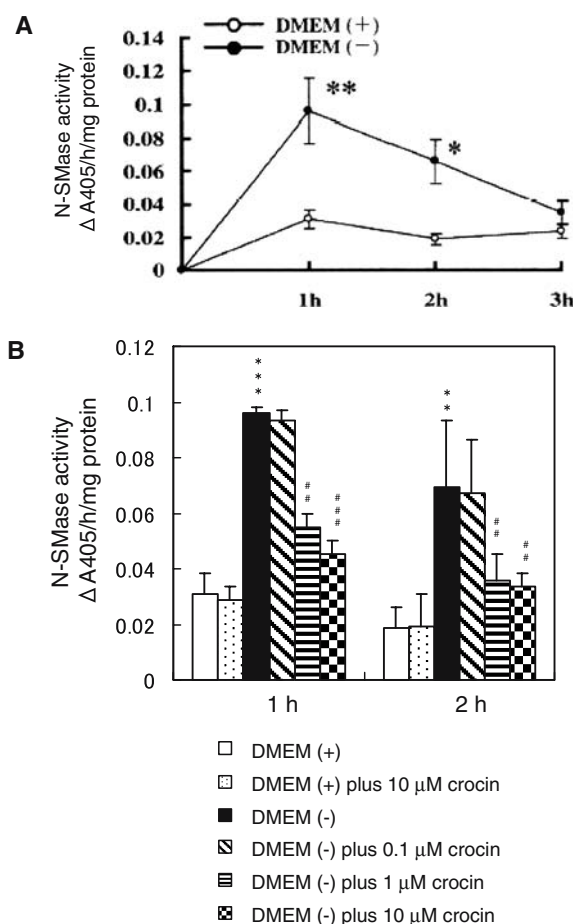 A
DMEM (+)
DMEM (−)
N-SMase activity
Δ A405/h/mg protein
0.14
0.12
0.1
0.08
0.06
0.04
0.02
0
**
*
1h
2h
3h
B
N-SMase activity
Δ A405/h/mg protein
0.12
0.1
0.08
0.06
0.04
0.02
0
***
##
###
**
##
##
1 h
2 h
DMEM (+)
DMEM (+) plus 10 μM crocin
DMEM (-)
DMEM (-) plus 0.1 μM crocin
DMEM (-) plus 1 μM crocin
DMEM (-) plus 10 μM crocin